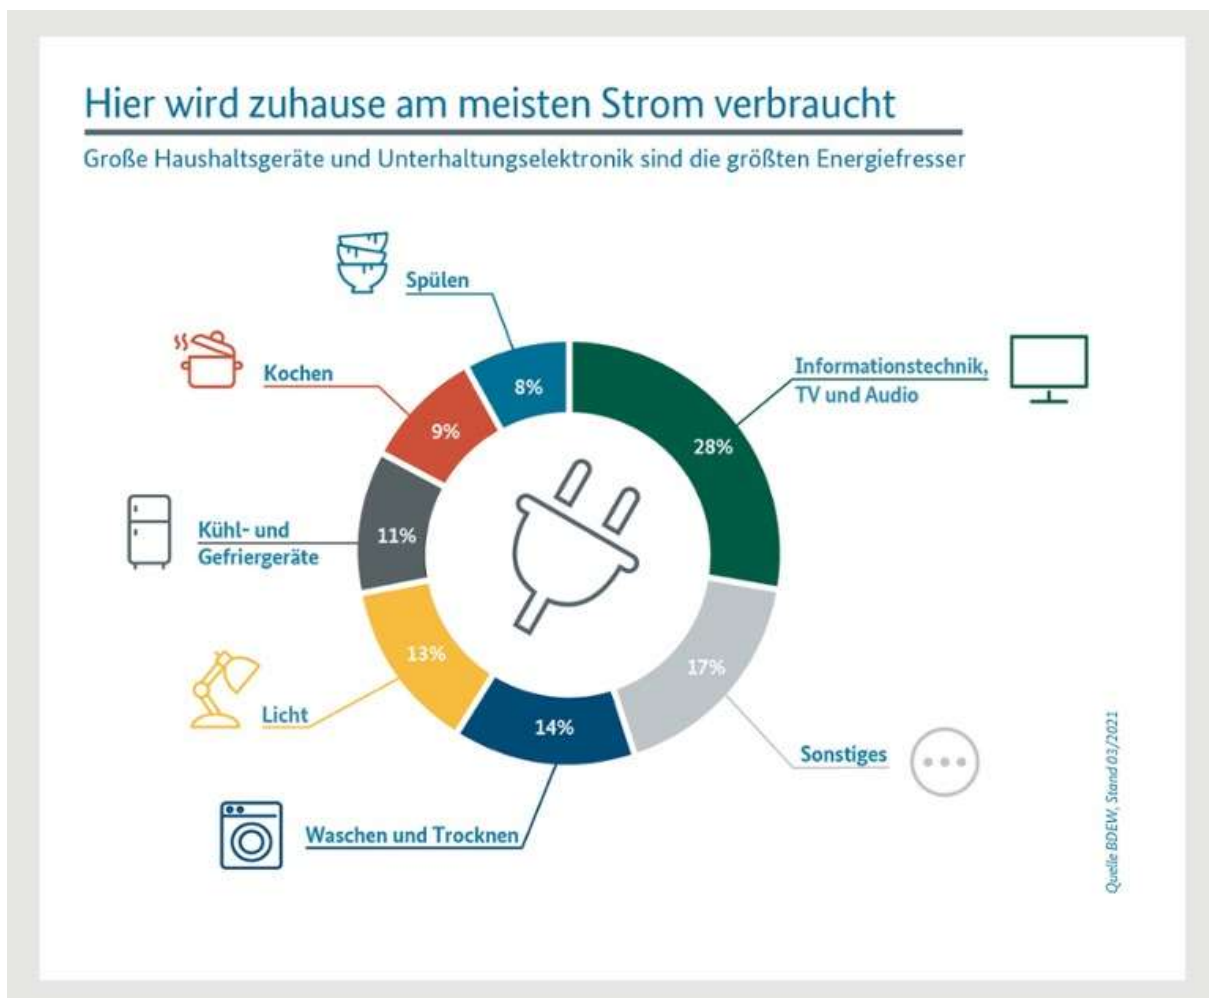 Hier wird zuhause am meisten Strom verbraucht
Große Haushaltsgeräte und Unterhaltungselektronik sind die größten Energiefresser
Spülen
8%
Kochen
9%
Informationstechnik,
TV und Audio
28%
Kühl- und
Gefriergeräte
11%
Licht
13%
Waschen und Trocknen
14%
Sonstiges
17%
Quelle BDEW, Stand 03/2021